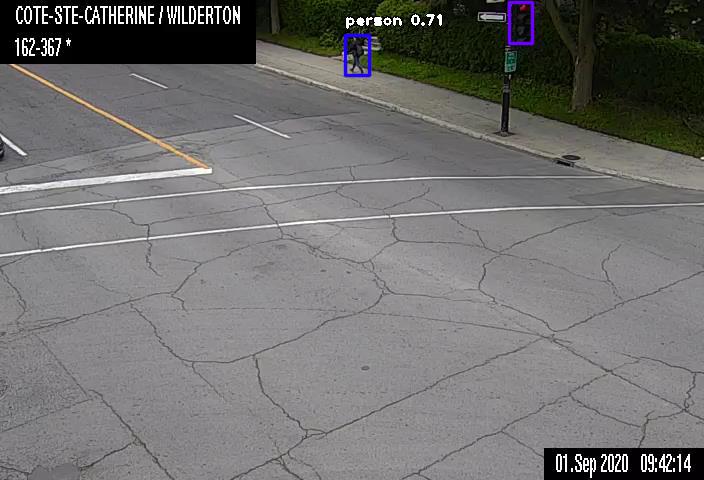 COTE-STE-CATHERINE / WILDERTON
162-367 *
person 0.71
01.Sep 2020 09:42:14